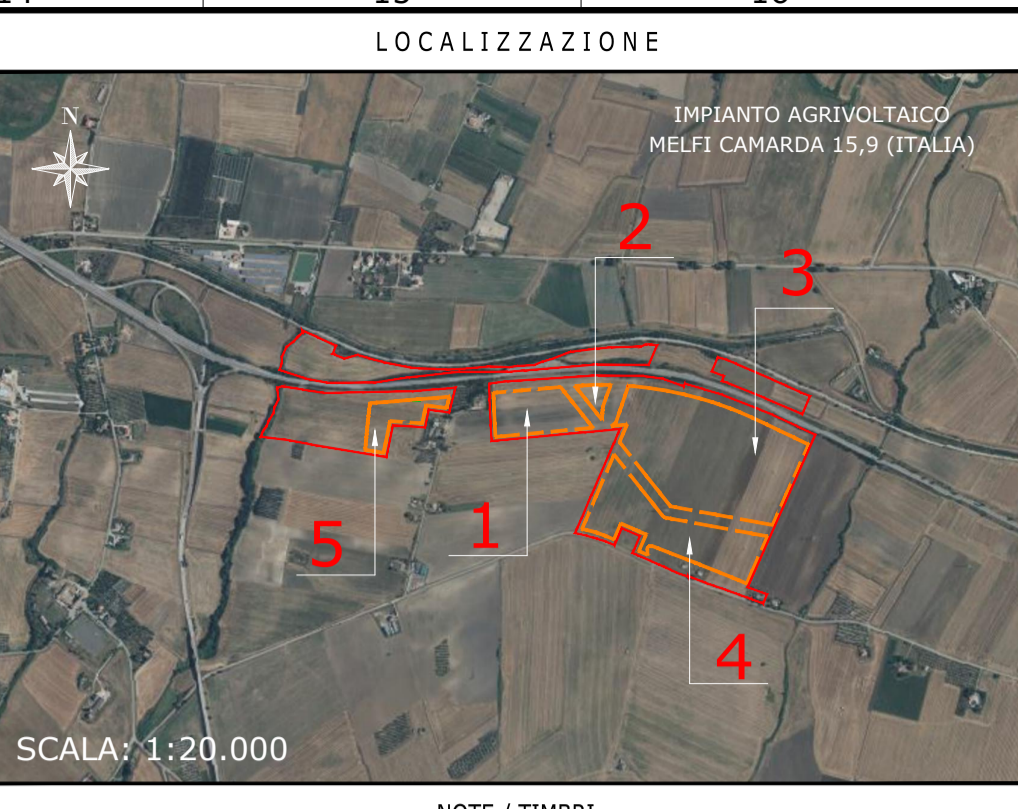 LOCALIZZAZIONE
N
IMPIANTO AGRIVOLTAICO
MELFI CAMARDA 15,9 (ITALIA)
2
3
1
5
4
SCALA: 1:20.000